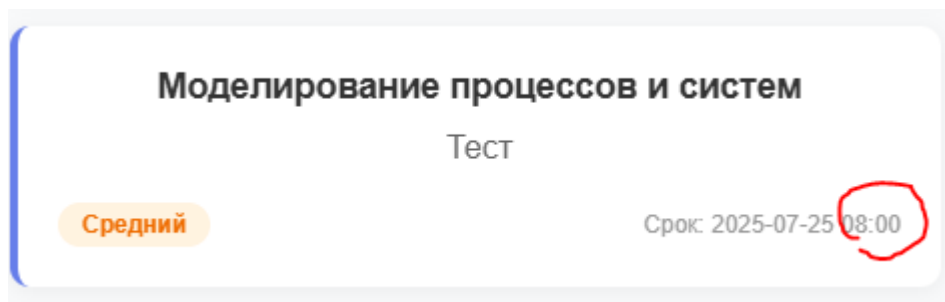 Моделирование процессов и систем
Тест
Средний
Срок: 2025-07-25 08:00